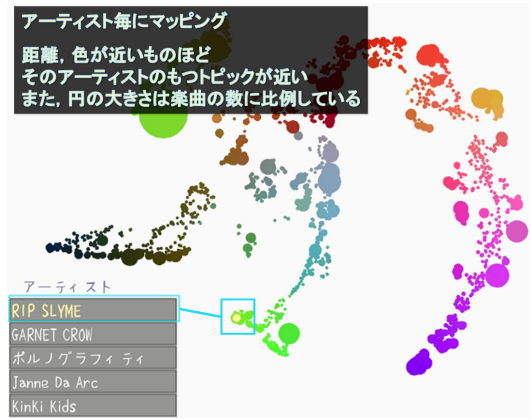 アーティスト毎にマッピング
距離，色が近いものほど
そのアーティストのもつトピックが近い
また，円の大きさは楽曲の数に比例している
アーティスト
RIP SLYME
GARNET CROW
ポルノグラフィティ
Janne Da Arc
KinKi Kids